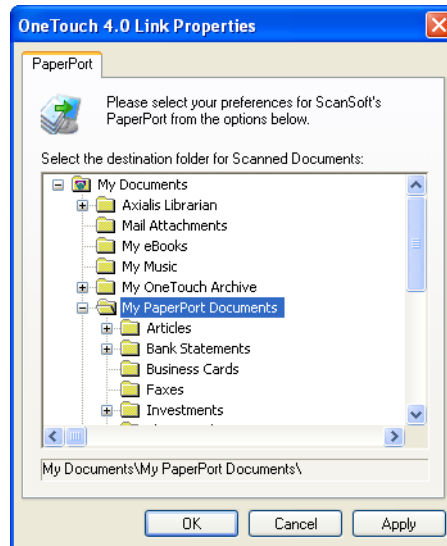 OneTouch 4.0 Link Properties
PaperPort
Please select your preferences for ScanSoft's
PaperPort from the options below.
Select the destination folder for Scanned Documents:
My Documents
Axialis Librarian
Mail Attachments
My eBooks
My Music
My OneTouch Archive
My PaperPort Documents
Articles
Bank Statements
Business Cards
Faxes
Investments
My Documents\My PaperPort Documents\
OK Cancel Apply